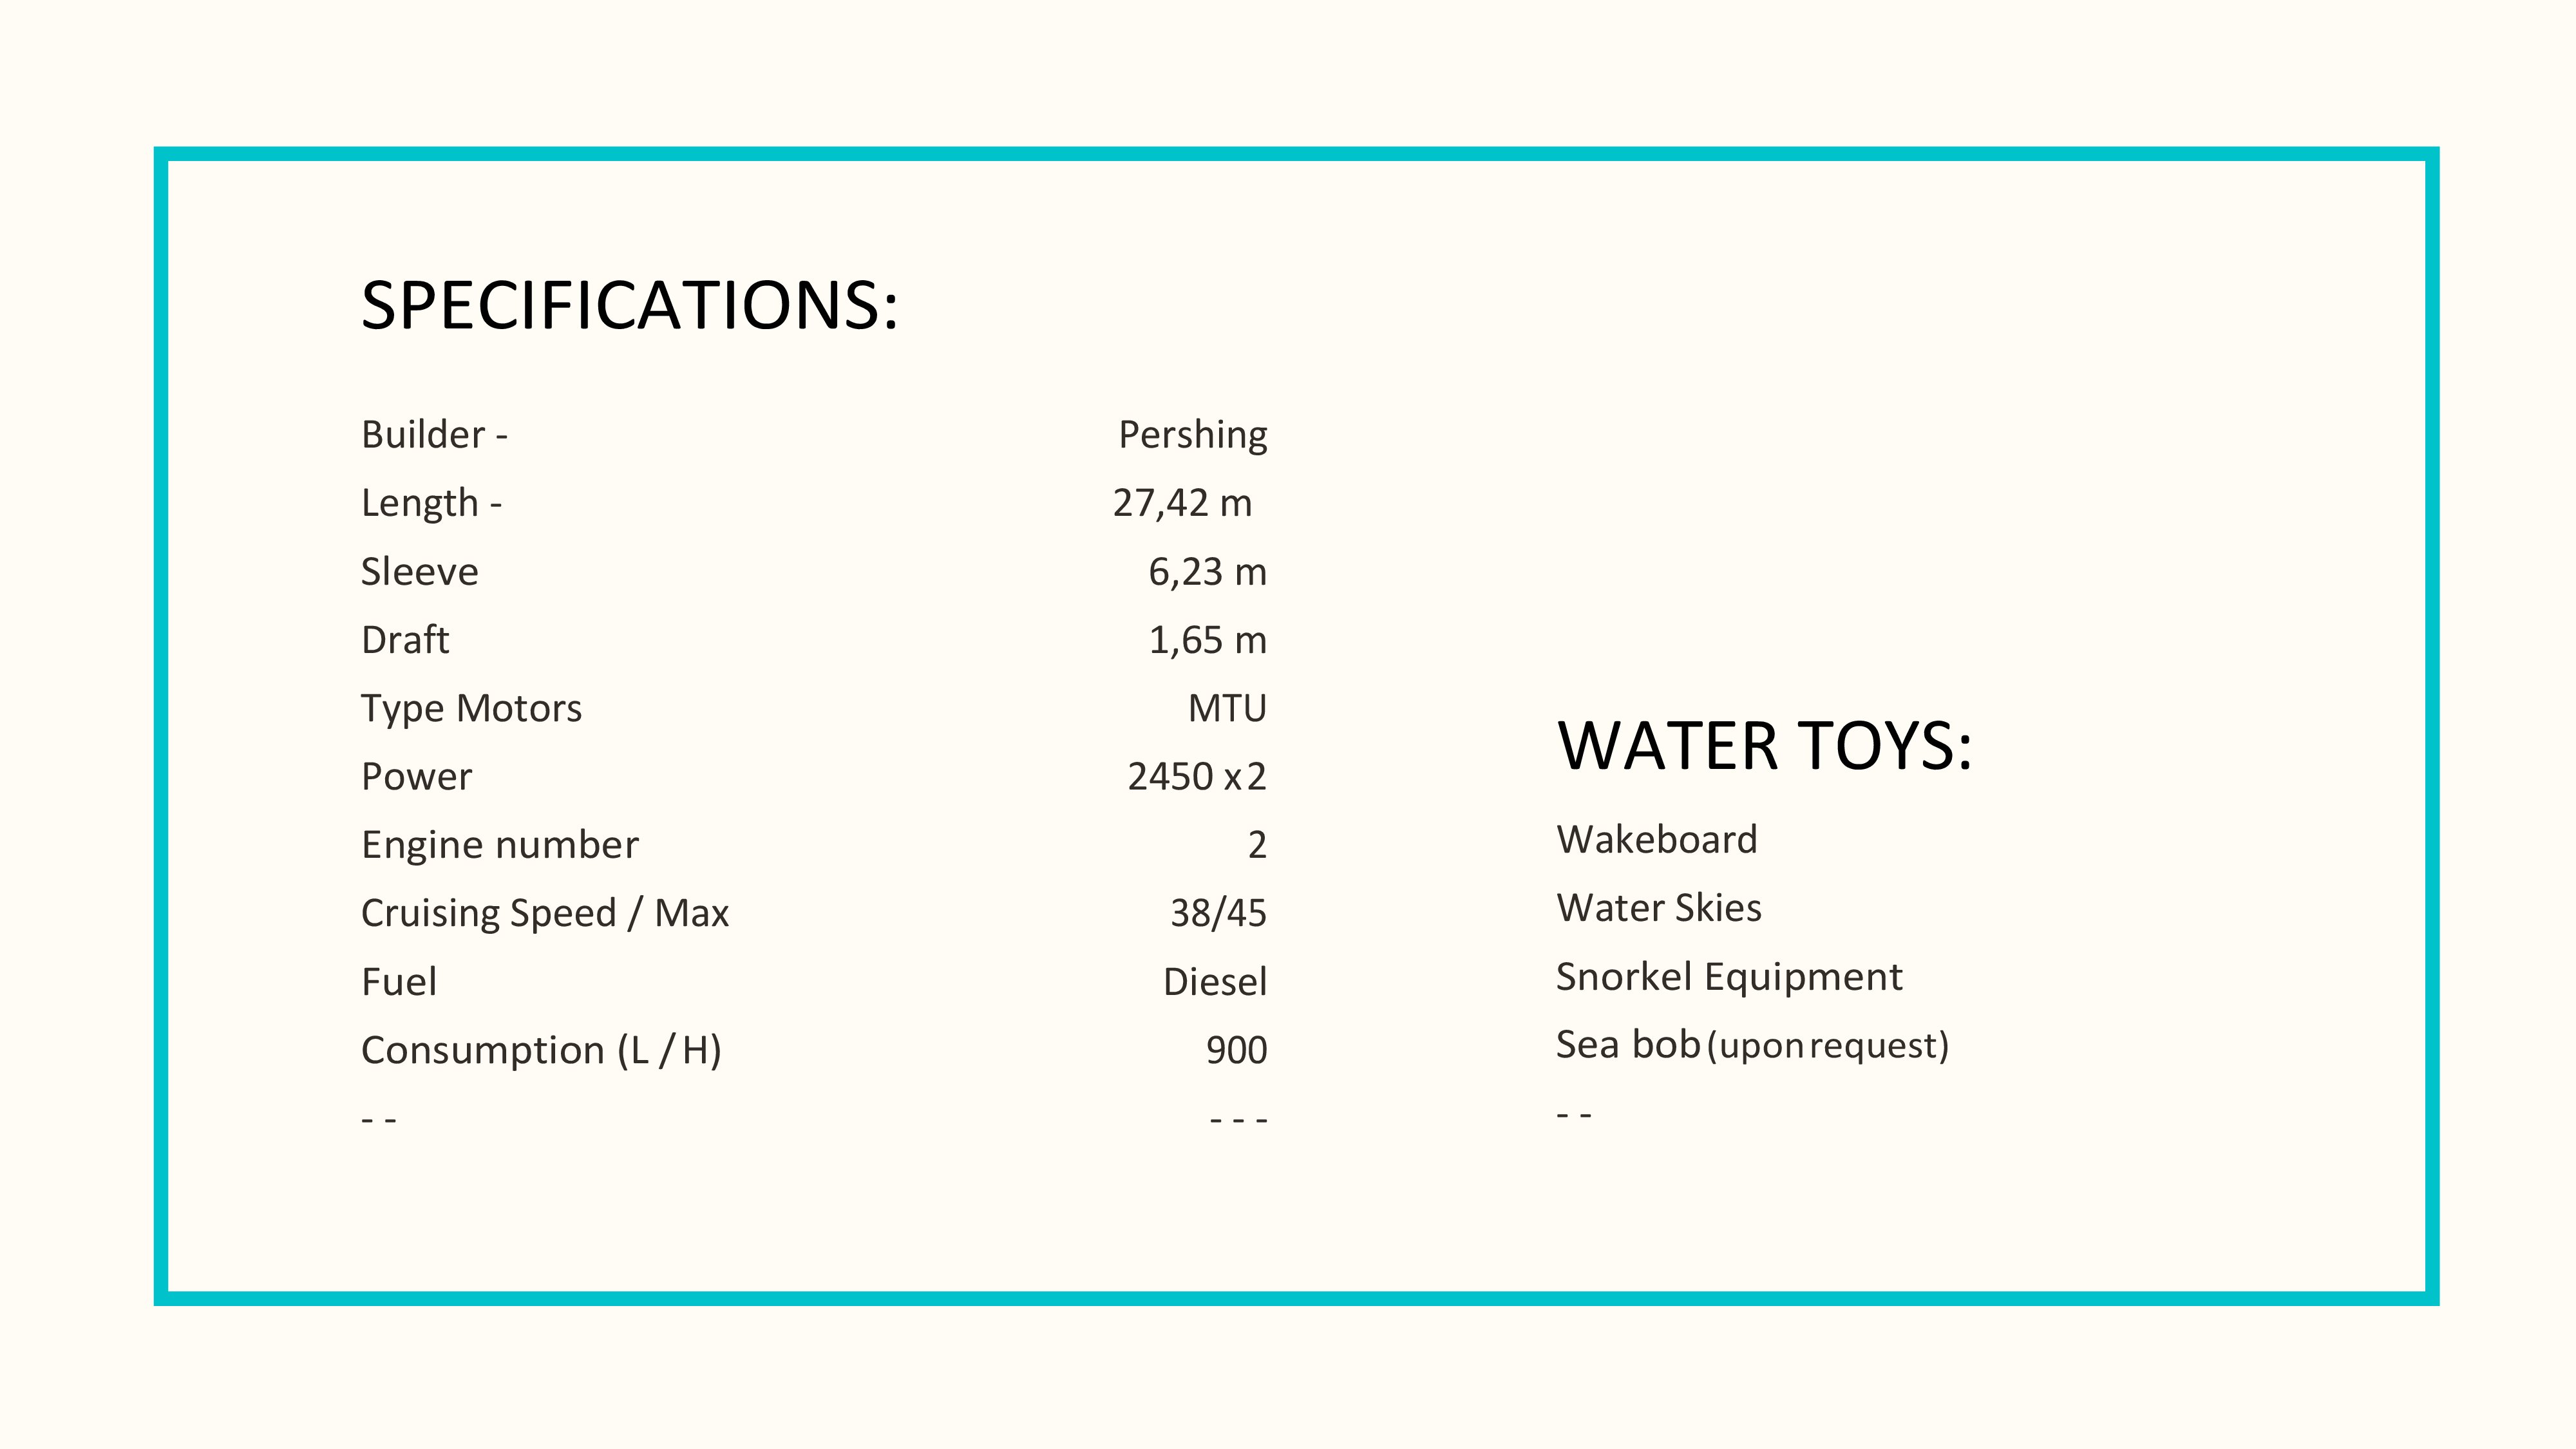 SPECIFICATIONS:
Builder - Pershing
Length - 27,42 m
Sleeve 6,23 m
Draft 1,65 m
Type Motors MTU
Power 2450 x2
Engine number 2
Cruising Speed / Max 38/45
Fuel Diesel
Consumption (L / H) 900
- - - - -
WATER TOYS:
Wakeboard
Water Skies
Snorkel Equipment
Sea bob (upon request)
- -